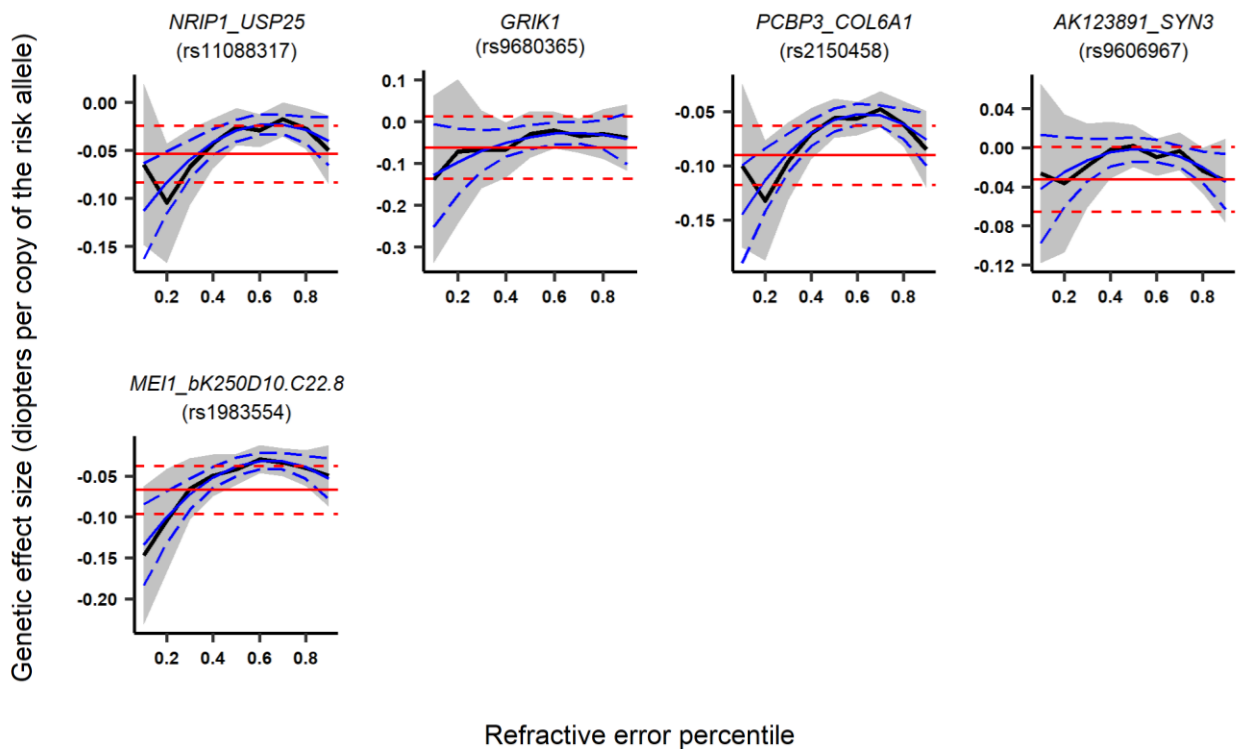 NRIP1_USP25
(rs11088317)
0.00
-0.05
-0.10
-0.15
0.2 0.4 0.6 0.8
GRIK1
(rs9680365)
0.1
0.0
-0.1
-0.2
-0.3
0.2 0.4 0.6 0.8
PCBP3_COL6A1
(rs2150458)
-0.05
-0.10
-0.15
0.2 0.4 0.6 0.8
AK123891_SYN3
(rs9606967)
0.04
0.00
-0.04
-0.08
-0.12
0.2 0.4 0.6 0.8
MEI1_bK250D10.C22.8
(rs1983554)
-0.05
-0.10
-0.15
-0.20
0.2 0.4 0.6 0.8
Genetic effect size (diopters per copy of the risk allele)
Refractive error percentile